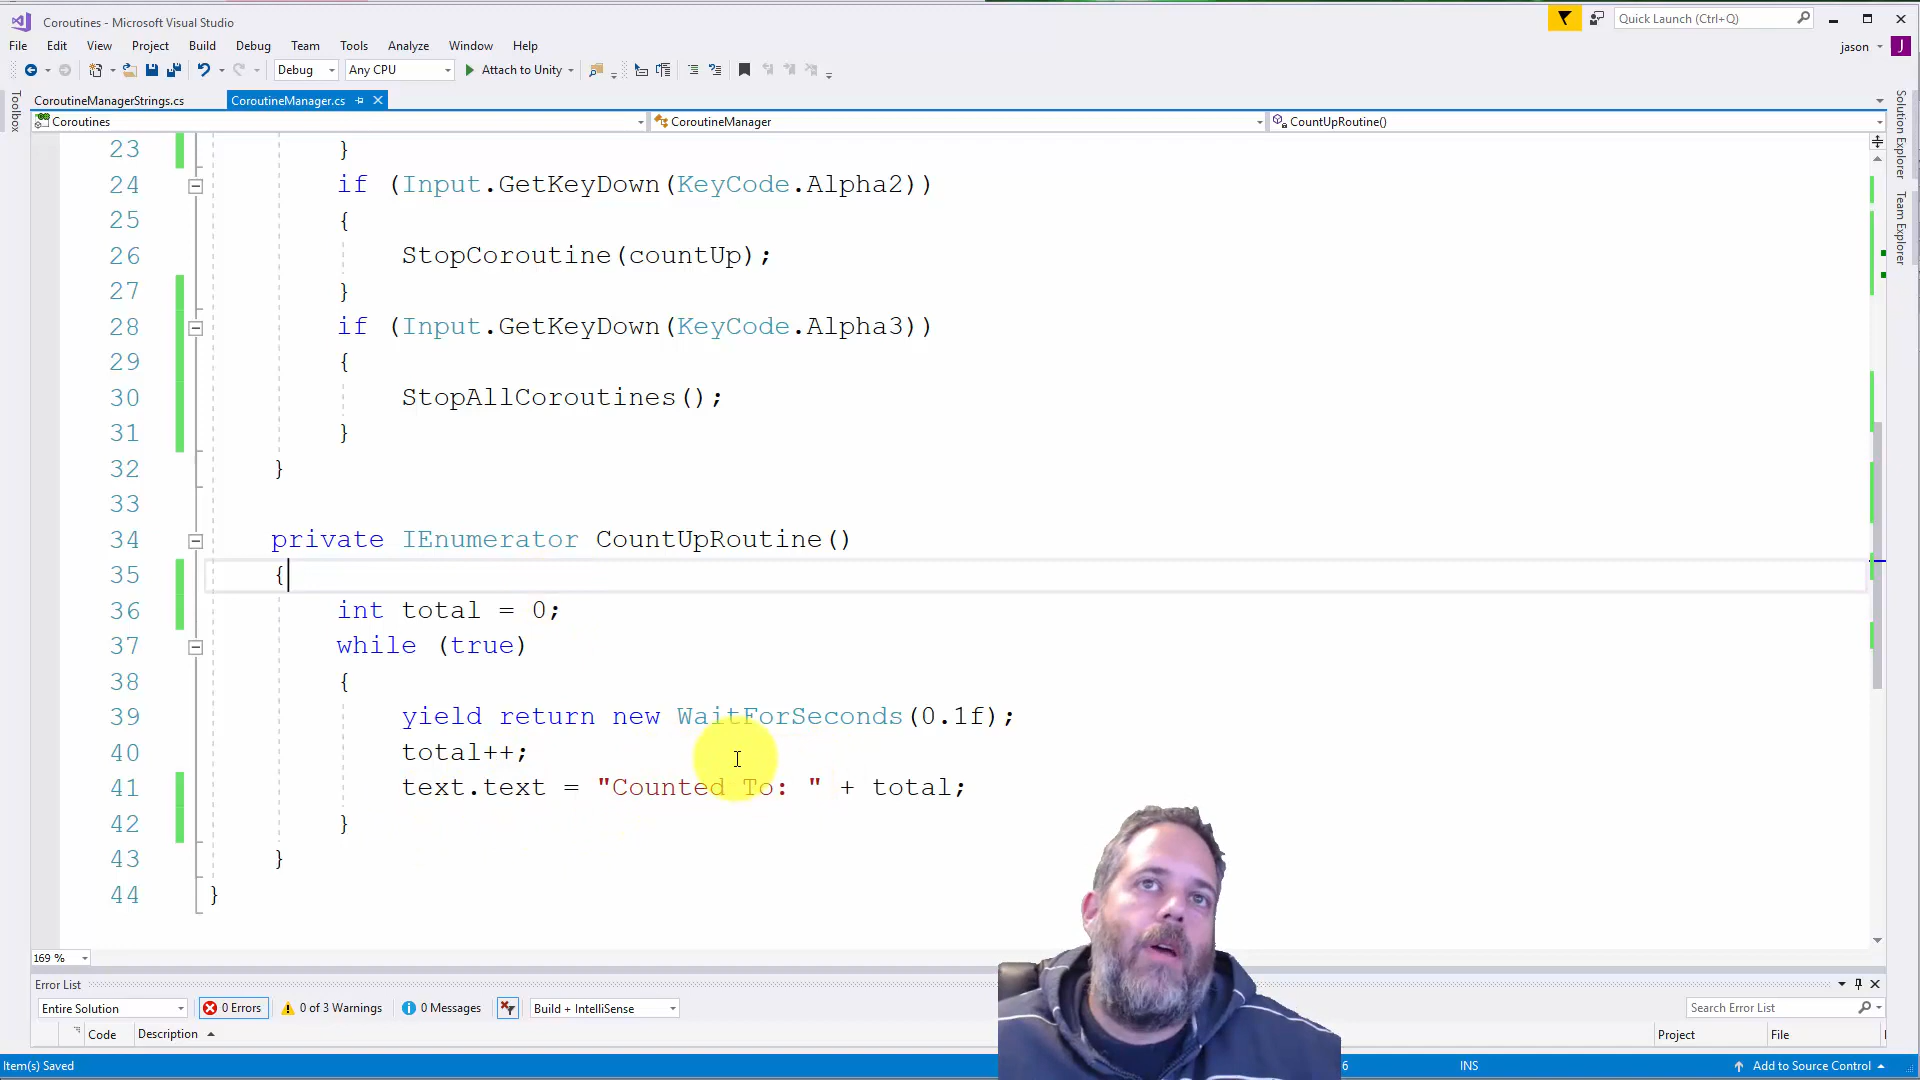 Coroutines - Microsoft Visual Studio
Quick Launch (Ctrl+Q)
File Edit View Project Build Debug Team Tools Analyze Window Help
jason J
Debug Any CPU Attach to Unity
Toolbox
CoroutineManagerStrings.cs CoroutineManager.cs
Coroutines CoroutineManager CountUpRoutine()
Solution Explorer
Team Explorer
23 }
24 if (Input.GetKeyDown(KeyCode.Alpha2))
25 {
26 StopCoroutine(countUp);
27 }
28 if (Input.GetKeyDown(KeyCode.Alpha3))
29 {
30 StopAllCoroutines();
31 }
32 }
33
34 private IEnumerator CountUpRoutine()
35 {
36 int total = 0;
37 while (true)
38 {
39 yield return new WaitForSeconds(0.1f);
40 total++;
41 text.text = "Counted To: " + total;
42 }
43 }
44 }
169 %
Error List
Entire Solution 0 Errors 0 of 3 Warnings 0 Messages Build + IntelliSense Search Error List
Code Description Project File
Item(s) Saved 6 INS Add to Source Control